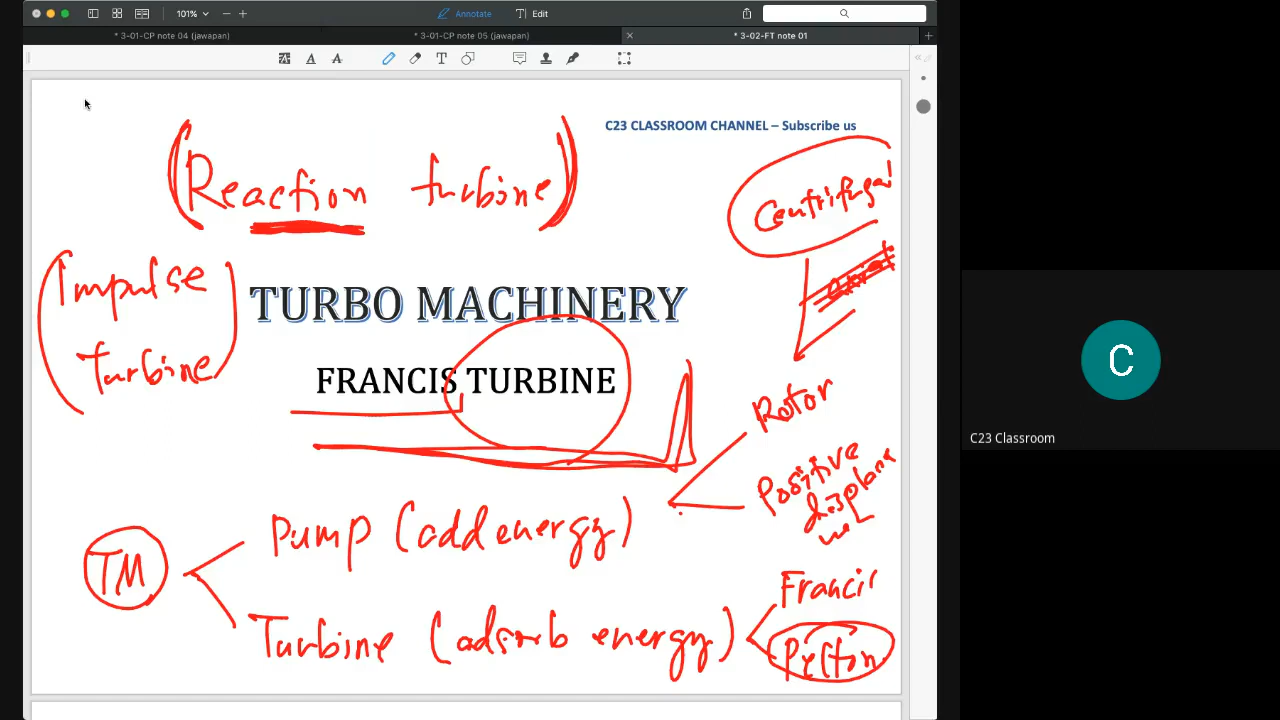 101%
Annotate
Edit
* 3-01-CP note 04 (jawapan)
* 3-01-CP note 05 (jawapan)
* 3-02-FT note 01
C23 CLASSROOM CHANNEL – Subscribe us
(Reaction turbine)
Centrifugal
(Impulse
turbine)
TURBO MACHINERY
FRANCIS TURBINE
Rotor
Positive
Pump (add energy)
TM
Turbine (adsorb energy)
Francis
Pelton
C
C23 Classroom